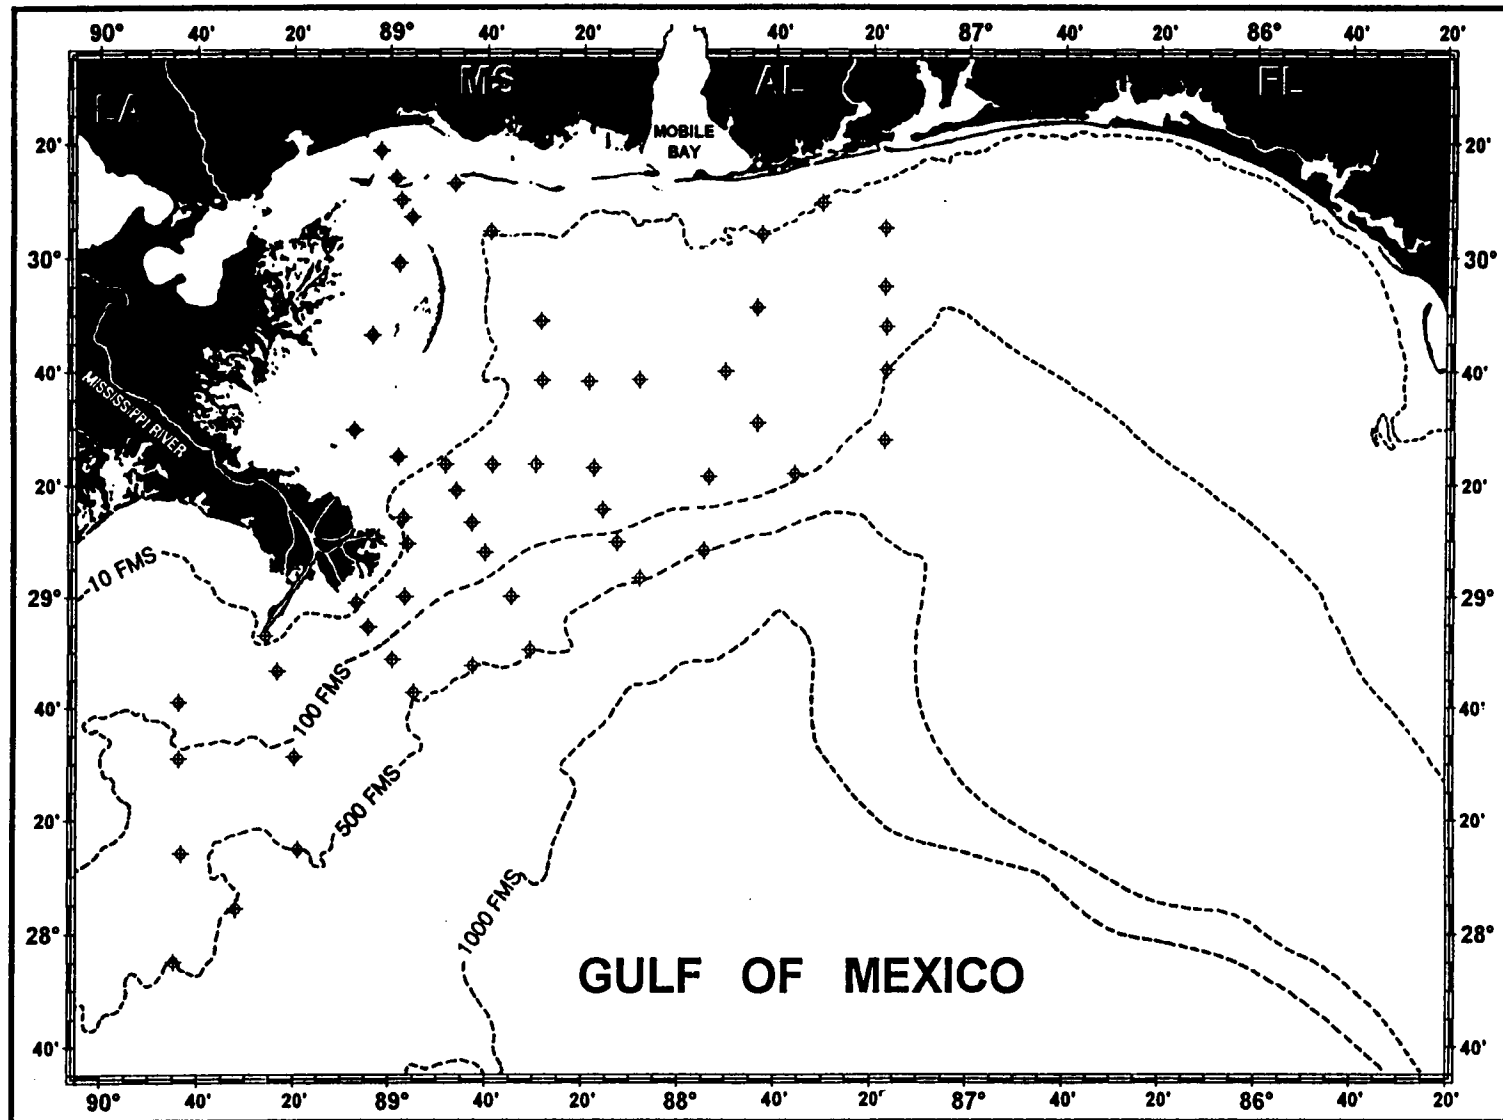 90° 40' 20' 89° 40' 20' 88° 40' 20' 87° 40' 20' 86° 40' 20'
MS AL FL
LA
MOBILE
BAY
20' 20'
30° 30°
40' 40'
MISSISSIPPI RIVER
20' 20'
10 FMS
29° 29°
100 FMS
40' 40'
500 FMS
20' 20'
1000 FMS
28° 28°
GULF OF MEXICO
40' 40'
90° 40' 20' 89° 40' 20' 88° 40' 20' 87° 40' 20' 86° 40' 20'